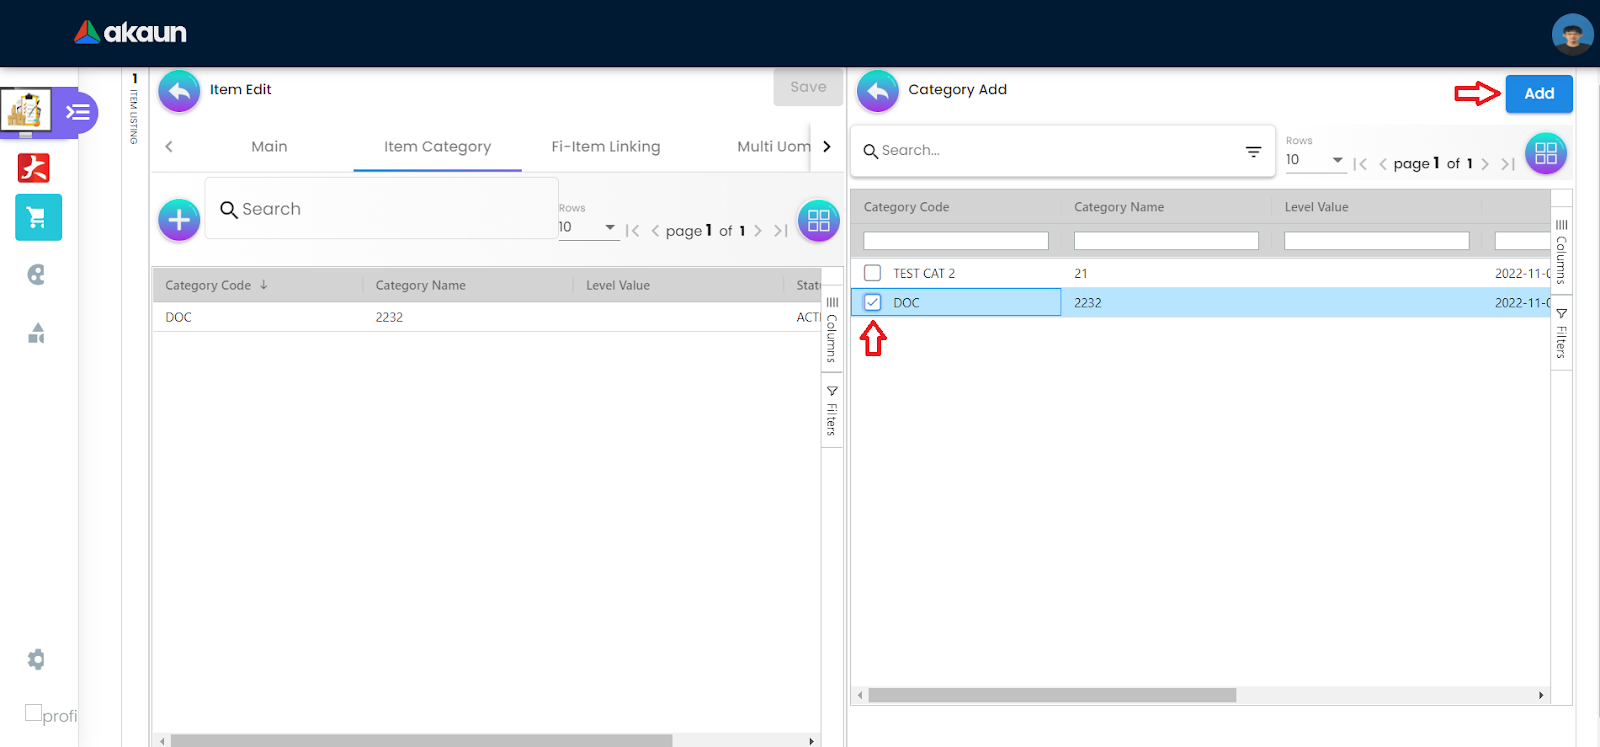 akaun
1 ITEM LISTING
Item Edit
Save
Main
Item Category
Fi-Item Linking
Multi Uom
Search
Rows
10
page 1 of 1
Category Code
Category Name
Level Value
Stat
DOC
2232
ACTI
Columns
Filters
profi
Category Add
Add
Search...
Rows
10
page 1 of 1
Category Code
Category Name
Level Value
TEST CAT 2
21
2022-11-0
DOC
2232
2022-11-0
Columns
Filters